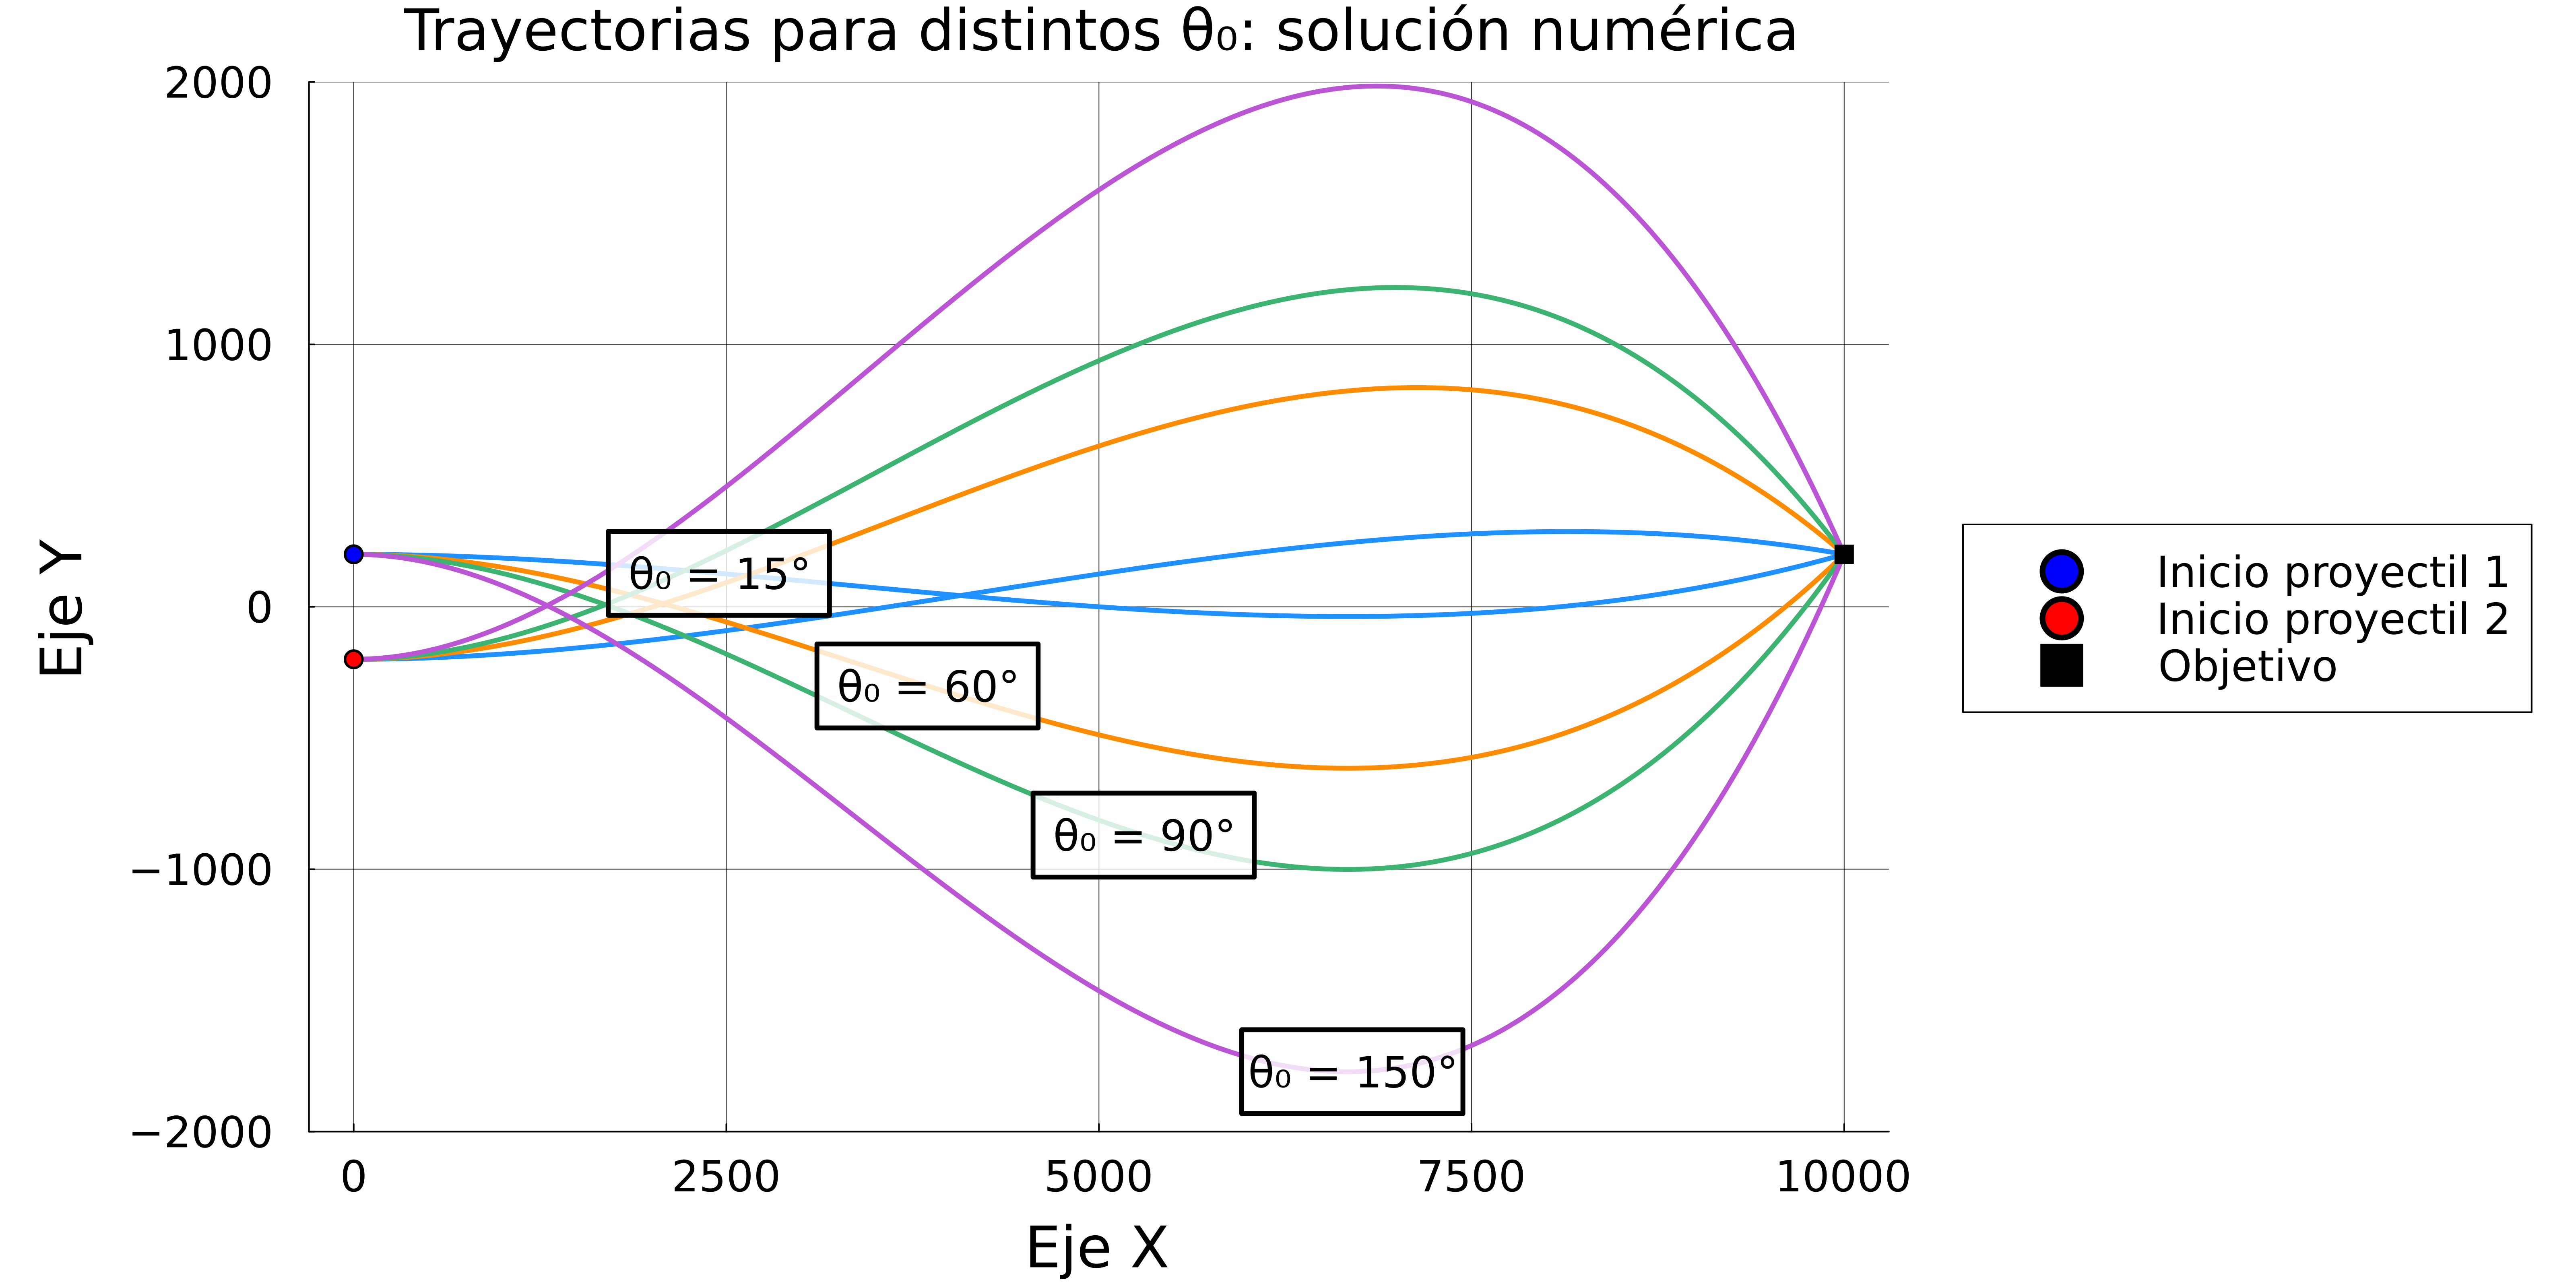 Trayectorias para distintos θ₀: solución numérica
2000
1000
0
−1000
−2000
Eje Y
θ₀ = 15°
θ₀ = 60°
θ₀ = 90°
θ₀ = 150°
0 2500 5000 7500 10000
Eje X
Inicio proyectil 1
Inicio proyectil 2
Objetivo